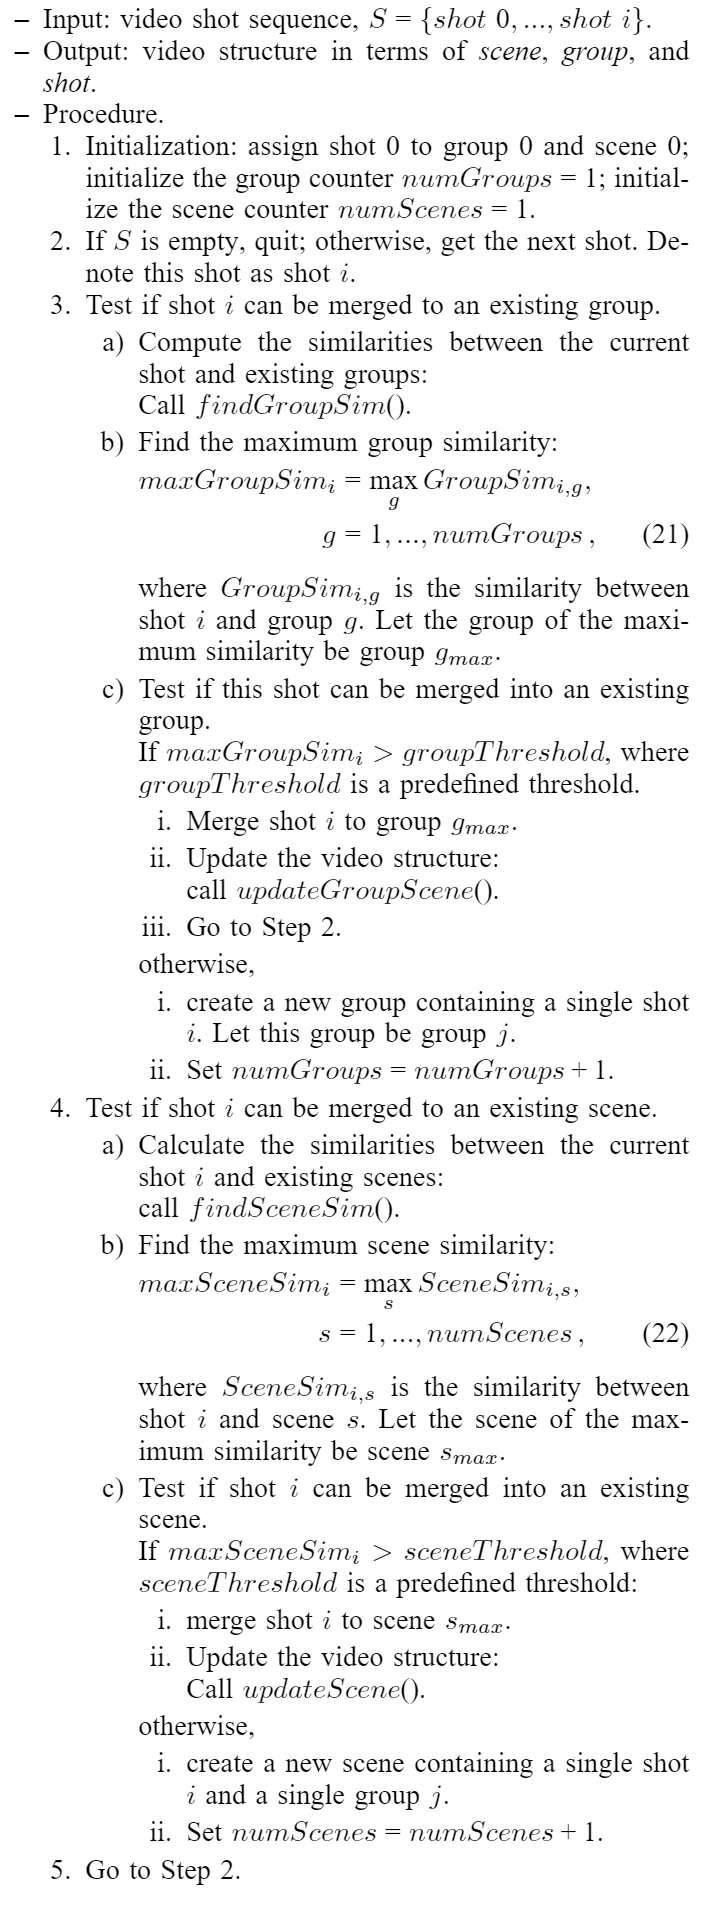 – Input: video shot sequence, S = {shot 0, ..., shot i}.
– Output: video structure in terms of scene, group, and
shot.
– Procedure.
1. Initialization: assign shot 0 to group 0 and scene 0;
initialize the group counter numGroups = 1; initial-
ize the scene counter numScenes = 1.
2. If S is empty, quit; otherwise, get the next shot. De-
note this shot as shot i.
3. Test if shot i can be merged to an existing group.
a) Compute the similarities between the current
shot and existing groups:
Call findGroupSim().
b) Find the maximum group similarity:
maxGroupSim_i = max_g GroupSim_{i,g},
g = 1, ..., numGroups , (21)
where GroupSim_{i,g} is the similarity between
shot i and group g. Let the group of the maxi-
mum similarity be group g_{max}.
c) Test if this shot can be merged into an existing
group.
If maxGroupSim_i > groupThreshold, where
groupThreshold is a predefined threshold.
i. Merge shot i to group g_{max}.
ii. Update the video structure:
call updateGroupScene().
iii. Go to Step 2.
otherwise,
i. create a new group containing a single shot
i. Let this group be group j.
ii. Set numGroups = numGroups + 1.
4. Test if shot i can be merged to an existing scene.
a) Calculate the similarities between the current
shot i and existing scenes:
call findSceneSim().
b) Find the maximum scene similarity:
maxSceneSim_i = max_s SceneSim_{i,s},
s = 1, ..., numScenes , (22)
where SceneSim_{i,s} is the similarity between
shot i and scene s. Let the scene of the max-
imum similarity be scene s_{max}.
c) Test if shot i can be merged into an existing
scene.
If maxSceneSim_i > sceneThreshold, where
sceneThreshold is a predefined threshold:
i. merge shot i to scene s_{max}.
ii. Update the video structure:
Call updateScene().
otherwise,
i. create a new scene containing a single shot
i and a single group j.
ii. Set numScenes = numScenes + 1.
5. Go to Step 2.